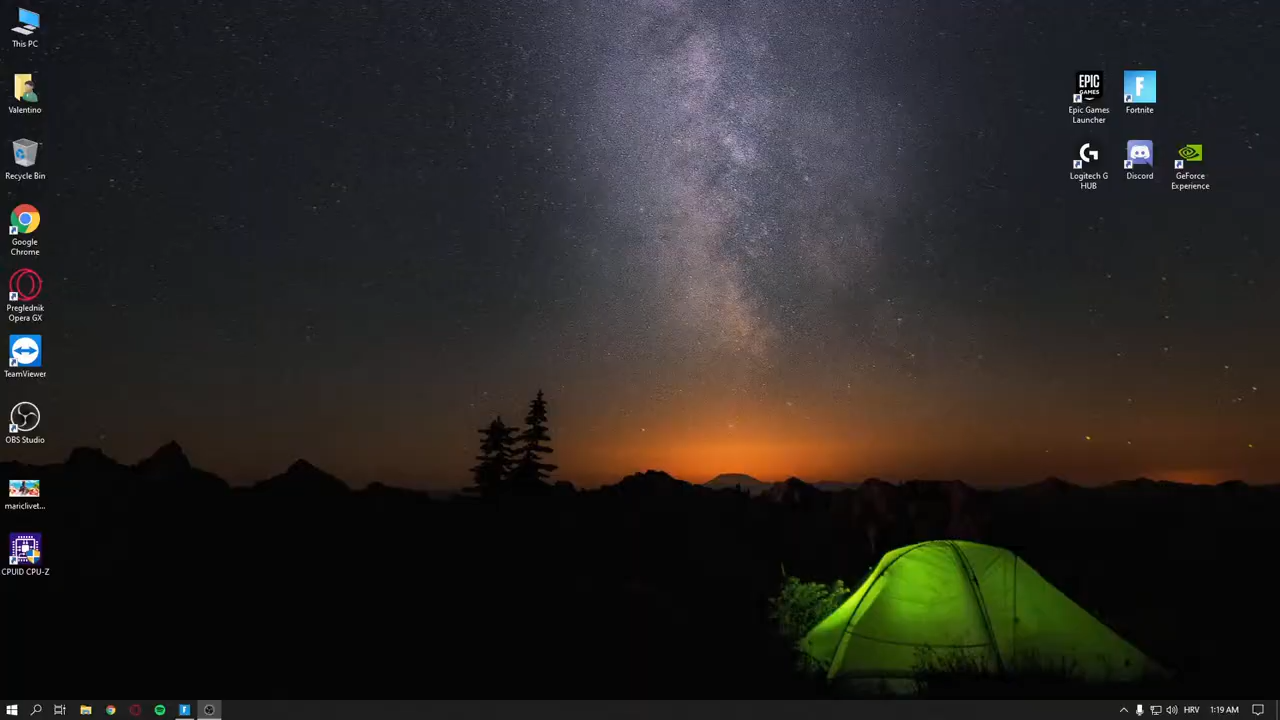 This PC
Valentino
Recycle Bin
Google
Chrome
Preglednik
Opera GX
TeamViewer
OBS Studio
mariclivet...
CPUID CPU-Z
EPIC
GAMES
Epic Games
Launcher
F
Fortnite
G
Logitech G
HUB
Discord
GeForce
Experience
F
HRV
1:19 AM